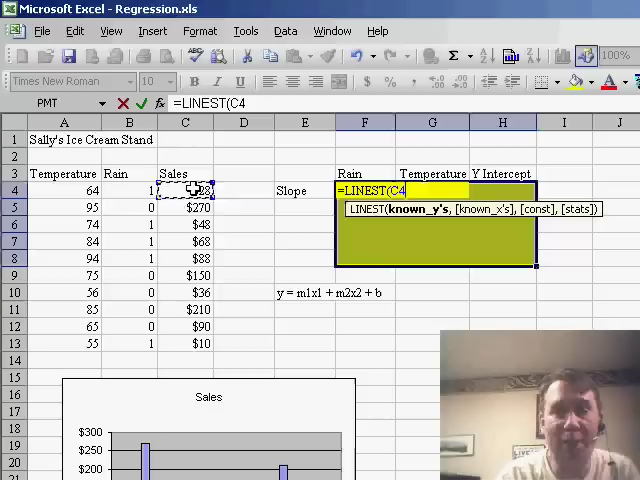 Microsoft Excel - Regression.xls
File Edit View Insert Format Tools Data Window Help
Times New Roman 10 B I U
Σ 100%
PMT =LINEST(C4
A B C D E F G H I J
1 Sally's Ice Cream Stand
2
3 Temperature Rain Sales Rain Temperature Y Intercept
4 64 1 Slope =LINEST(C4
LINEST(known_y's, [known_x's], [const], [stats])
5 95 0 $270
6 74 1 $48
7 84 1 $68
8 94 1 $88
9 75 0 $150
10 56 0 $36 y = m1x1 + m2x2 + b
11 85 0 $210
12 65 0 $90
13 55 1 $10
14
15
16 Sales
17
18 $300
19 $250
20 $200